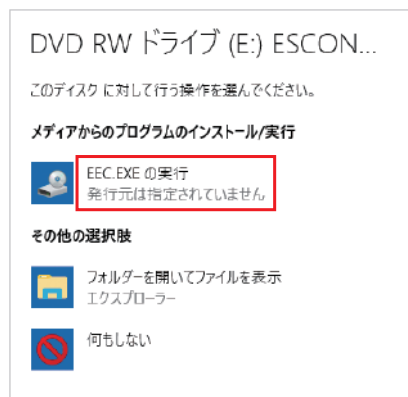 DVD RW ドライブ (E:) ESCON...
このディスク に対して行う操作を選んでください。
メディアからのプログラムのインストール/実行
EEC.EXE の実行
発行元は指定されていません
その他の選択肢
フォルダーを開いてファイルを表示
エクスプローラー
何もしない